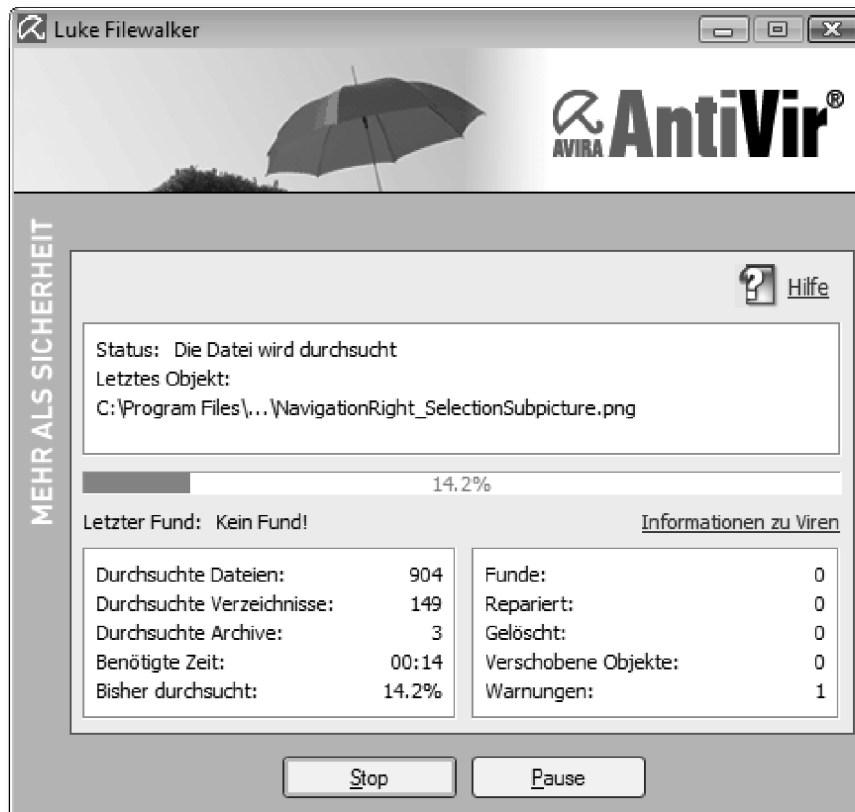 Luke Filewalker
AVIRA AntiVir®
MEHR ALS SICHERHEIT
Hilfe
Status: Die Datei wird durchsucht
Letztes Objekt:
C:\Program Files\...\NavigationRight_SelectionSubpicture.png
14.2%
Letzter Fund: Kein Fund!
Informationen zu Viren
Durchsuchte Dateien: 904
Durchsuchte Verzeichnisse: 149
Durchsuchte Archive: 3
Benötigte Zeit: 00:14
Bisher durchsucht: 14.2%
Funde: 0
Repariert: 0
Gelöscht: 0
Verschobene Objekte: 0
Warnungen: 1
Stop
Pause